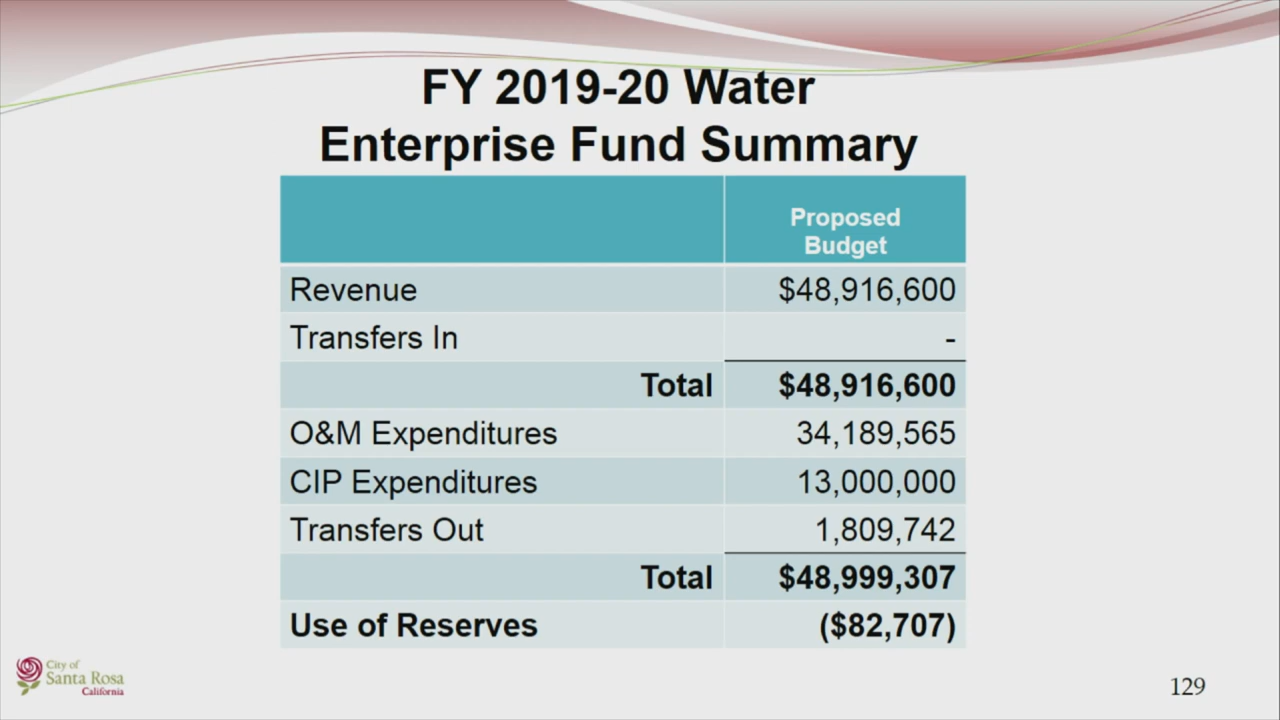 FY 2019-20 Water
Enterprise Fund Summary
Proposed
Budget
Revenue $48,916,600
Transfers In -
Total $48,916,600
O&M Expenditures 34,189,565
CIP Expenditures 13,000,000
Transfers Out 1,809,742
Total $48,999,307
Use of Reserves ($82,707)
City of
Santa Rosa
California
129